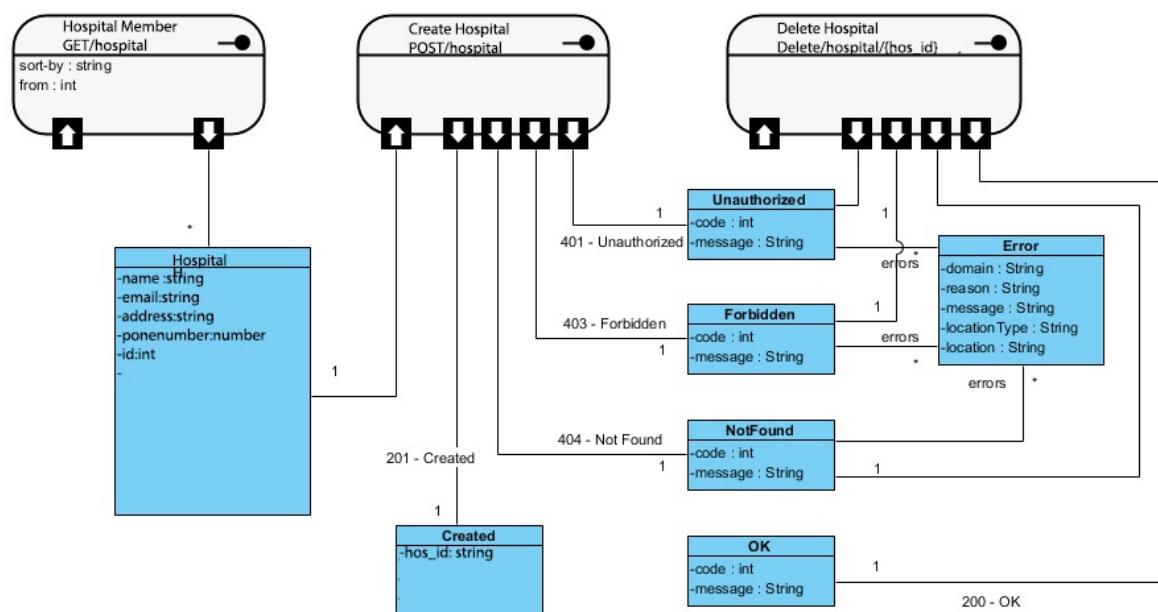 Hospital Member
GET/hospital
sort-by : string
from : int
Create Hospital
POST/hospital
Delete Hospital
Delete/hospital/{hos_id}
*
Hospital
H
-name :string
-email:string
-address:string
-ponenumber:number
-id:int
-
1
201 - Created
1
Created
-hos_id: string
1
401 - Unauthorized
Unauthorized
-code : int
-message : String
1
*
errors
403 - Forbidden
1
Forbidden
-code : int
-message : String
1
errors
*
Error
-domain : String
-reason : String
-message : String
-locationType : String
-location : String
errors
*
404 - Not Found
1
NotFound
-code : int
-message : String
1
OK
-code : int
-message : String
1
200 - OK